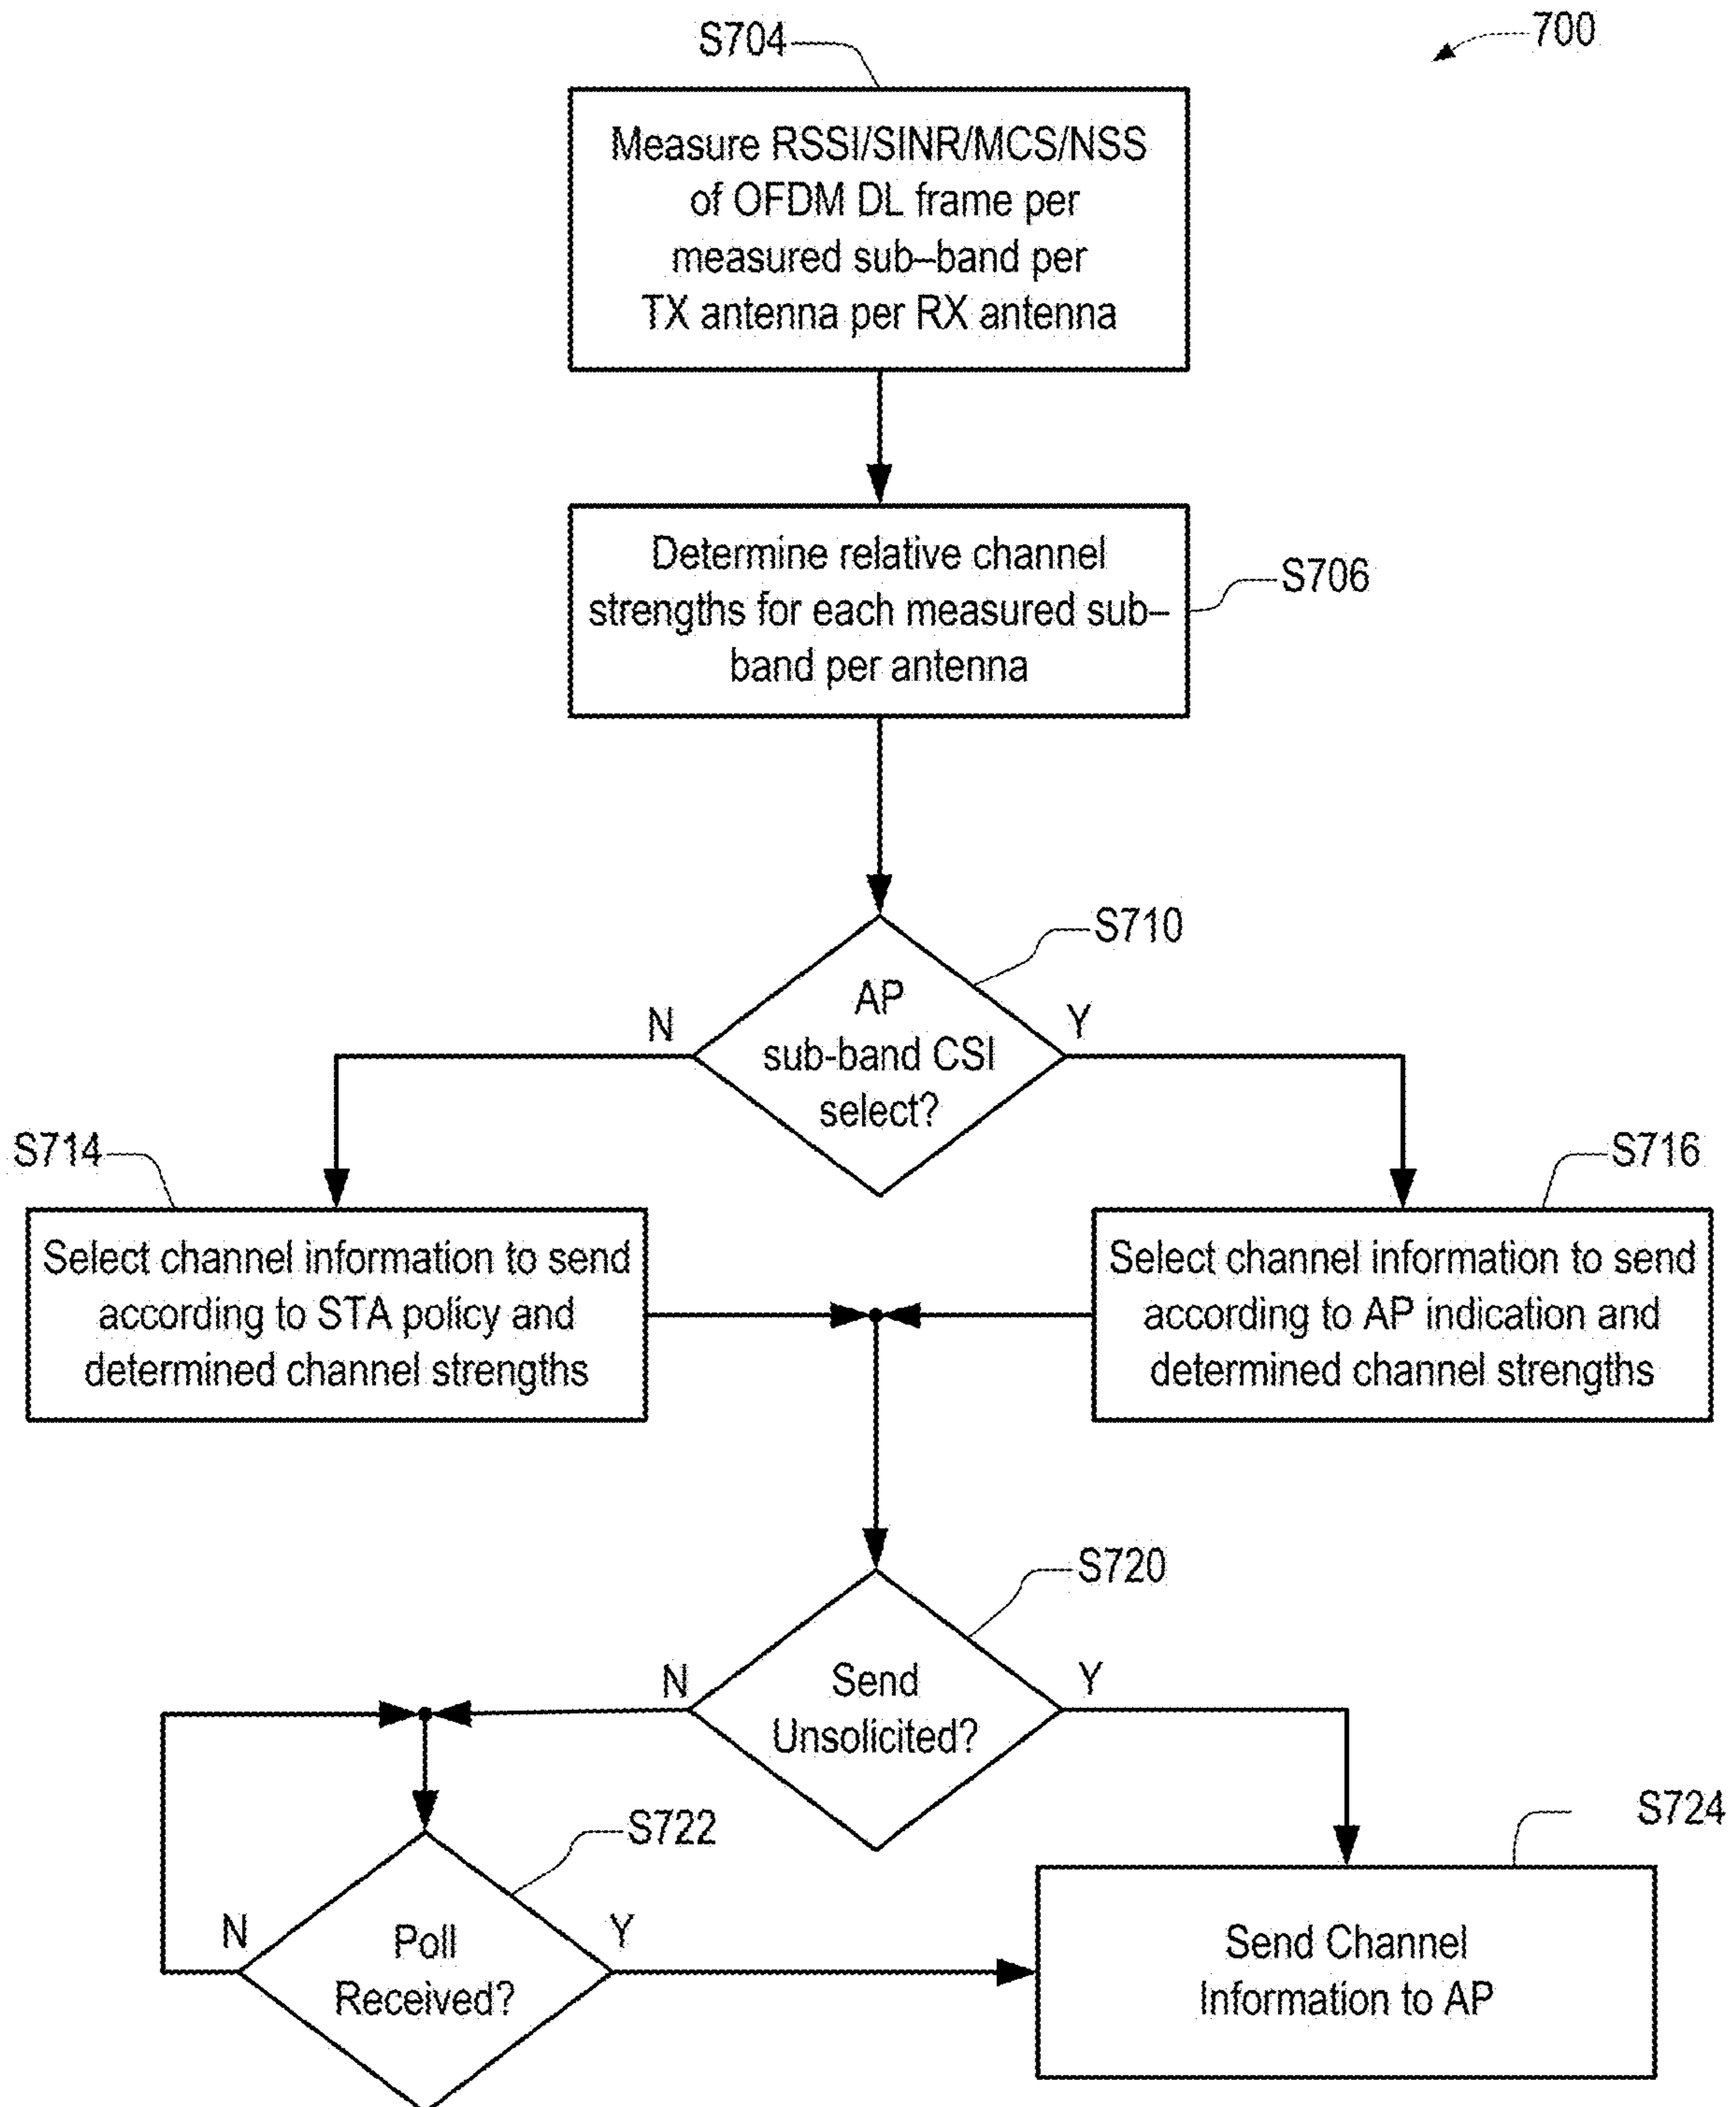 S704
700
Measure RSSI/SINR/MCS/NSS
of OFDM DL frame per
measured sub–band per
TX antenna per RX antenna
Determine relative channel
strengths for each measured sub–
band per antenna
S706
S710
AP
sub-band CSI
select?
N
Y
S714
S716
Select channel information to send
according to STA policy and
determined channel strengths
Select channel information to send
according to AP indication and
determined channel strengths
S720
Send
Unsolicited?
N
Y
S722
S724
Poll
Received?
N
Y
Send Channel
Information to AP